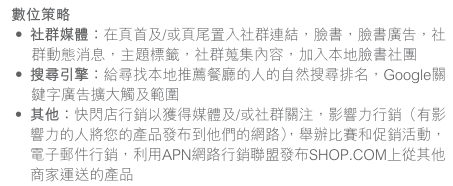 數位策略
• 社群媒體：在頁首及/或頁尾置入社群連結，臉書，臉書廣告，社
群動態消息，主題標籤，社群蒐集內容，加入本地臉書社團
• 搜尋引擎：給尋找本地推薦餐廳的人的自然搜尋排名，Google關
鍵字廣告擴大觸及範圍
• 其他：快閃店行銷以獲得媒體及/或社群關注，影響力行銷（有影
響力的人將您的產品發布到他們的網路），舉辦比賽和促銷活動，
電子郵件行銷，利用APN網路行銷聯盟發布SHOP.COM上從其他
商家運送的產品